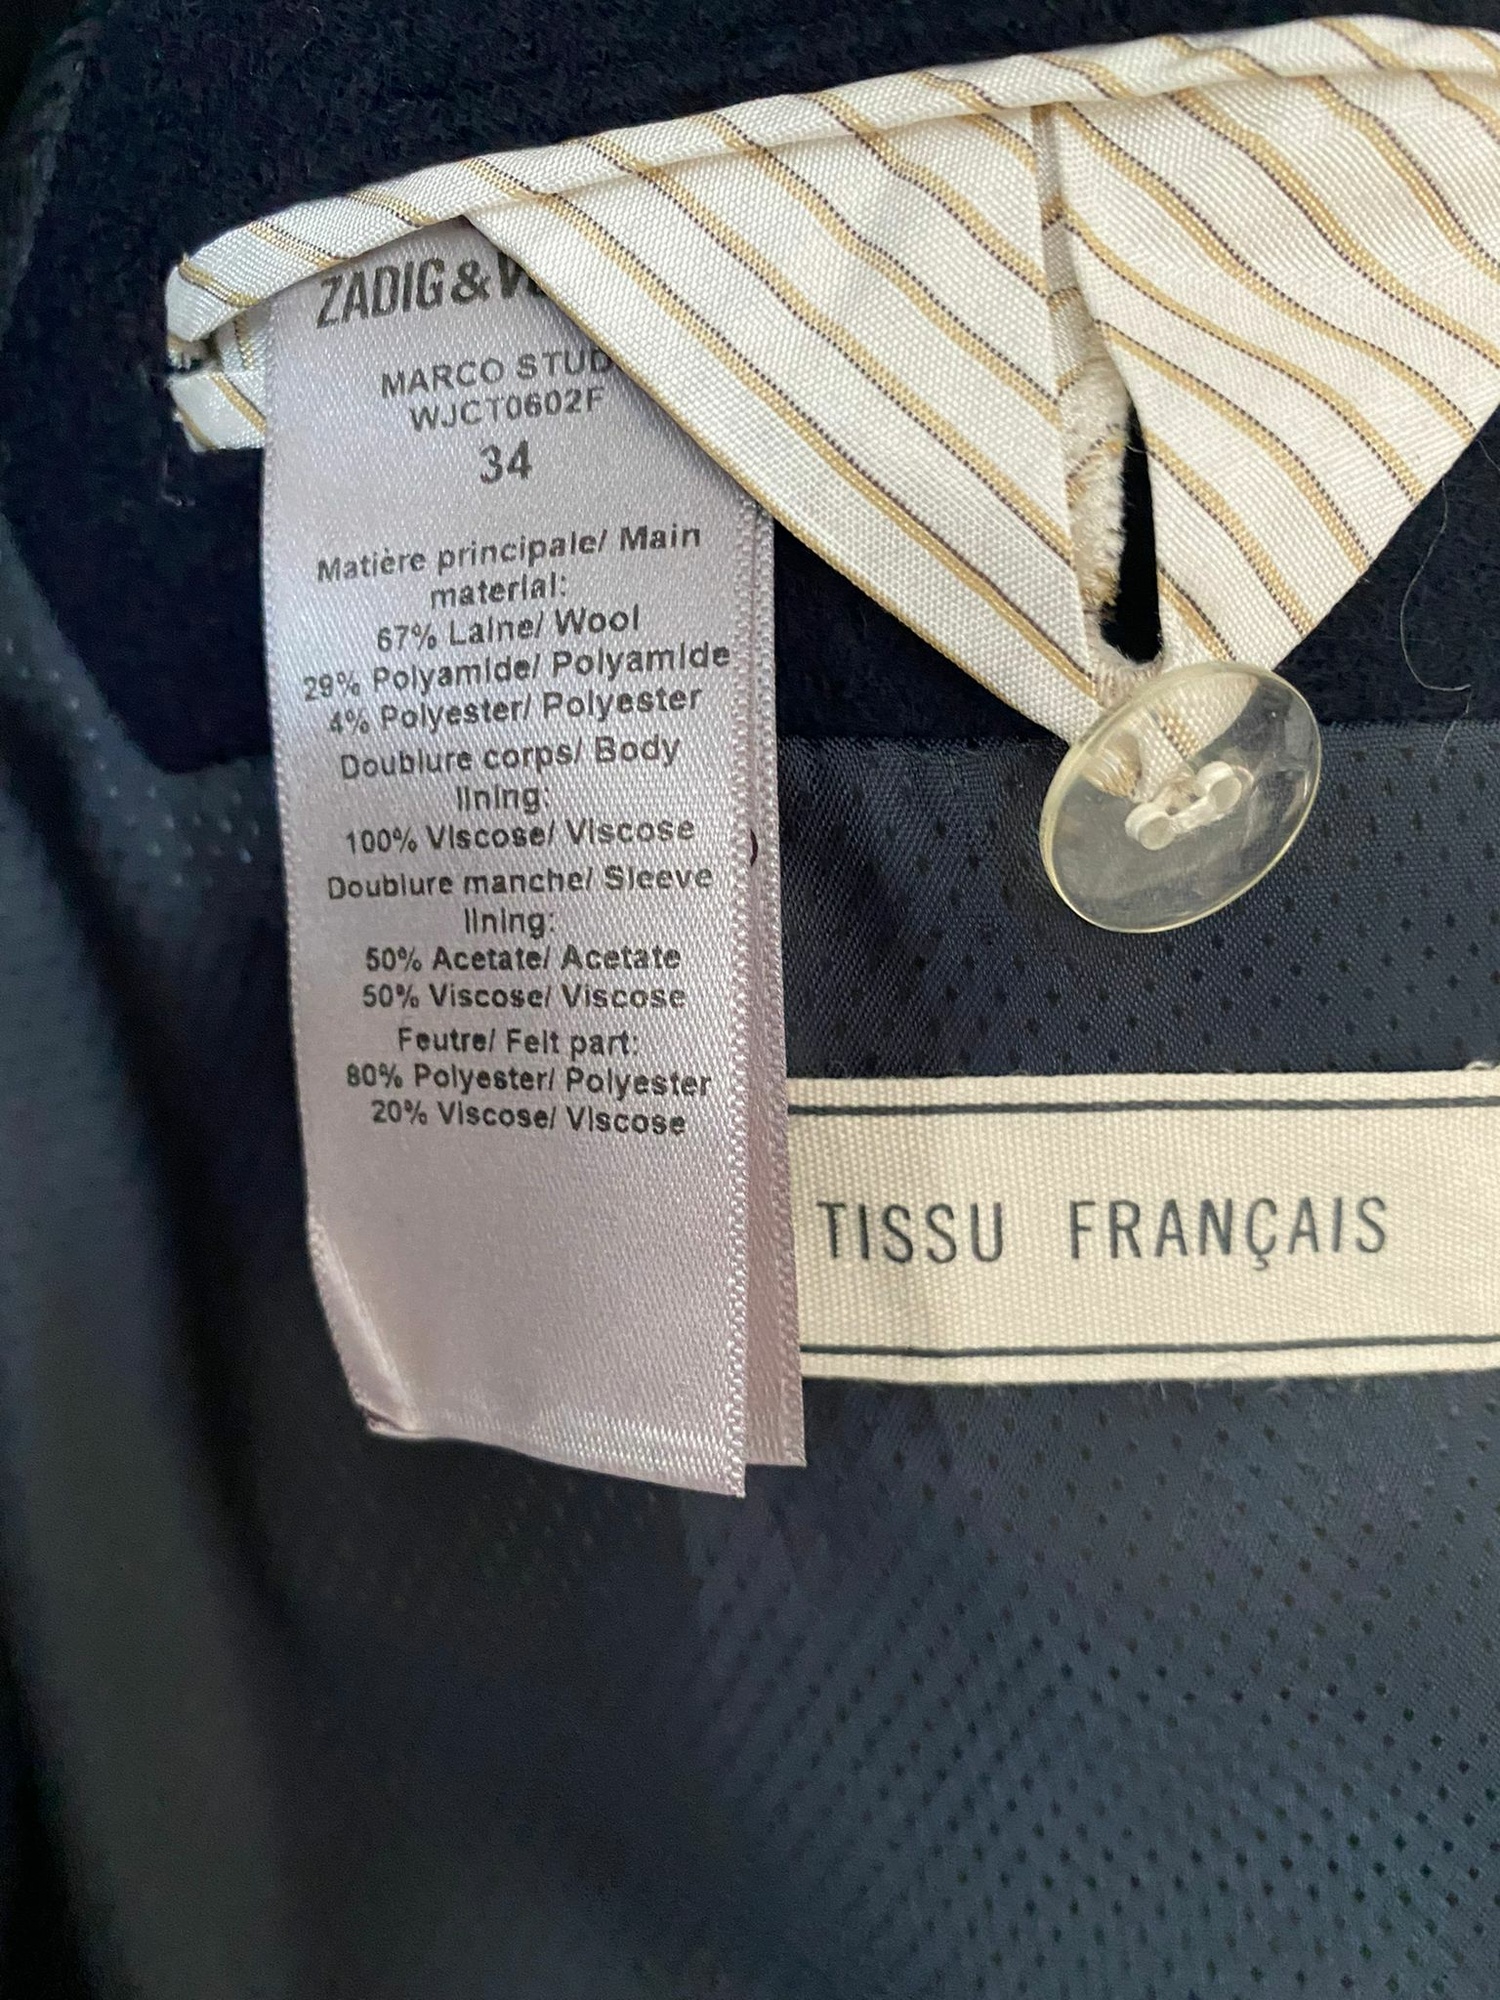 ZADIG&
MARCO STUD
WJCT0602F
34
Matière principale/ Main
material:
67% Laine/ Wool
29% Polyamide/ Polyamide
4% Polyester/ Polyester
Doublure corps/ Body
lining:
100% Viscose/ Viscose
Doublure manche/ Sleeve
lining:
50% Acetate/ Acetate
50% Viscose/ Viscose
Feutre/ Felt part:
80% Polyester/ Polyester
20% Viscose/ Viscose
TISSU FRANÇAIS